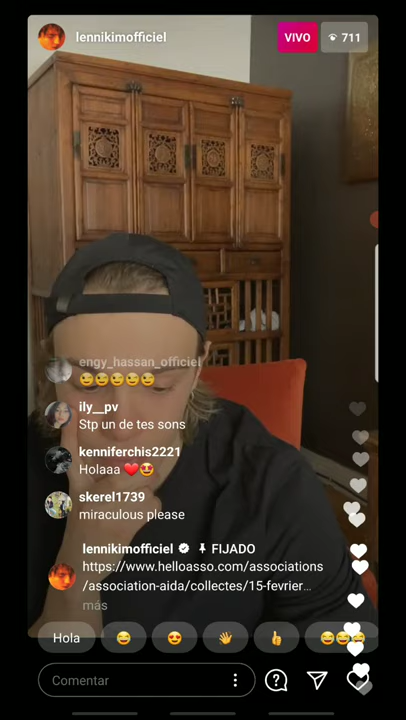 lennikimofficiel
VIVO
711
engy_hassan_officiel
😉😉😉😉😉
ily__pv
Stp un de tes sons
kenniferchis2221
Holaaa ❤️🤩
skerel1739
miraculous please
lennikimofficiel FIJADO
https://www.helloasso.com/associations
/association-aida/collectes/15-fevrier...
más
Hola 😂 😍 👋 👍 😂😂😂
Comentar